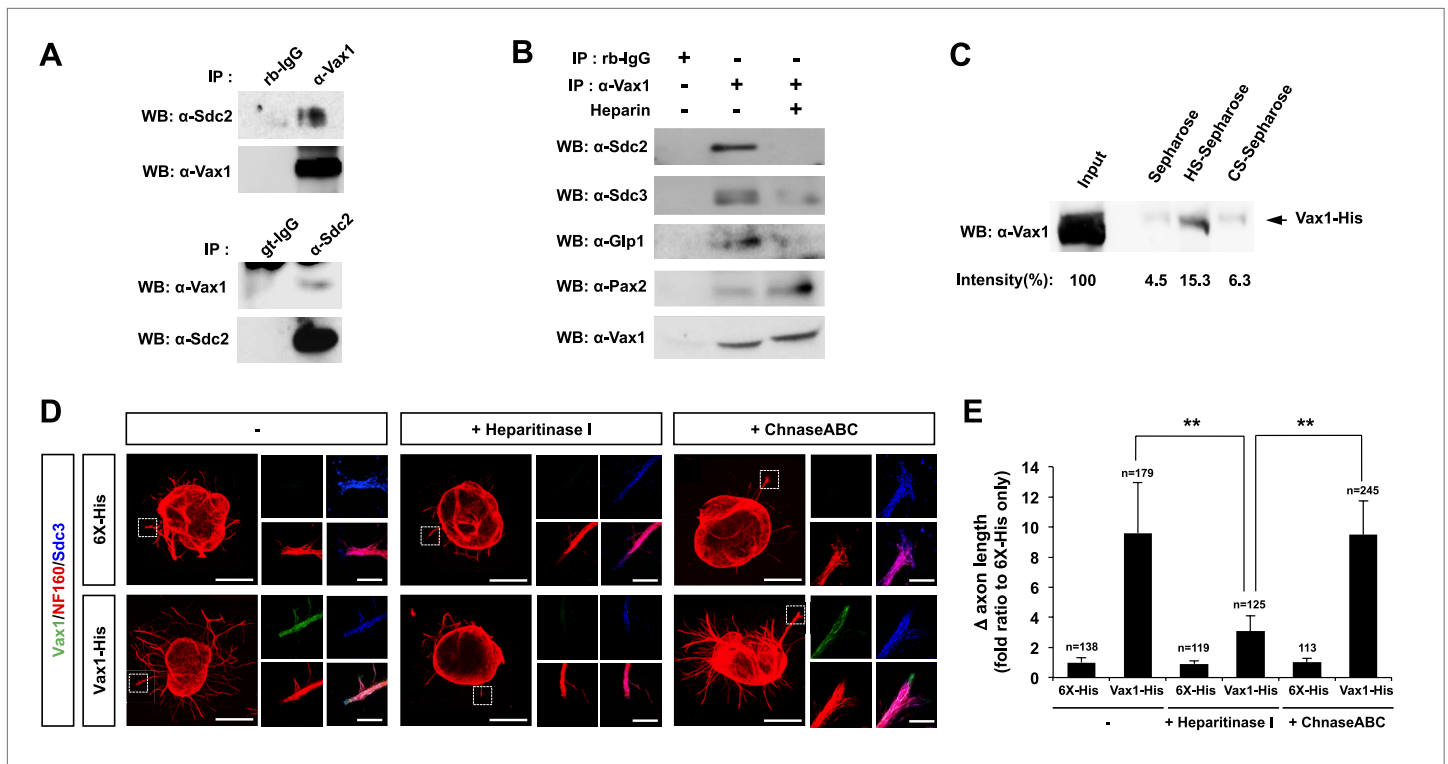 A
IP : rb-IgG α-Vax1
WB: α-Sdc2
WB: α-Vax1
IP : gt-IgG α-Sdc2
WB: α-Vax1
WB: α-Sdc2
B
IP : rb-IgG + - -
IP : α-Vax1 - + +
Heparin - - +
WB: α-Sdc2
WB: α-Sdc3
WB: α-Glp1
WB: α-Pax2
WB: α-Vax1
C
Input Sepharose HS-Sepharose CS-Sepharose
WB: α-Vax1 Vax1-His
Intensity(%): 100 4.5 15.3 6.3
D
- + Heparitinase I + ChnaseABC
Vax1/NF160/Sdc3
6X-His
Vax1-His
E
** **
Δ axon length
(fold ratio to 6X-His only)
14
12
10
8
6
4
2
0
n=138 n=179 n=119 n=125 113 n=245
6X-His Vax1-His 6X-His Vax1-His 6X-His Vax1-His
- + Heparitinase I + ChnaseABC